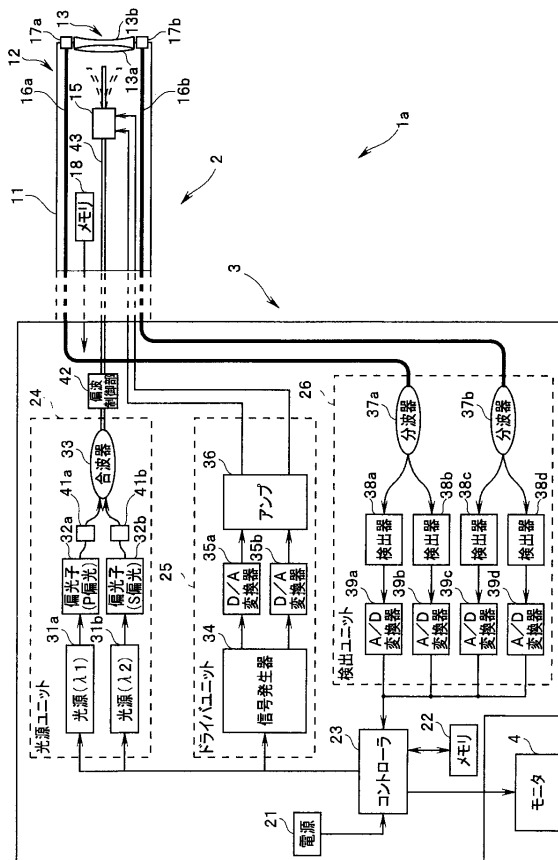 17a
13
13b
17b
12
16a
15
13a
16b
43
18
メモリ
11
2
1a
3
24
42
偏波
制御部
33
合波器
41a
41b
32a
偏光子
(P偏光)
32b
偏光子
(S偏光)
31a
光源(λ1)
31b
光源(λ2)
光源ユニット
25
36
アンプ
35a
D/A
変換器
35b
D/A
変換器
34
信号発生器
ドライバユニット
26
37a
分波器
37b
分波器
38a
検出器
38b
検出器
38c
検出器
38d
検出器
39a
A/D
変換器
39b
A/D
変換器
39c
A/D
変換器
39d
A/D
変換器
検出ユニット
23
コントローラ
22
メモリ
21
電源
4
モニタ